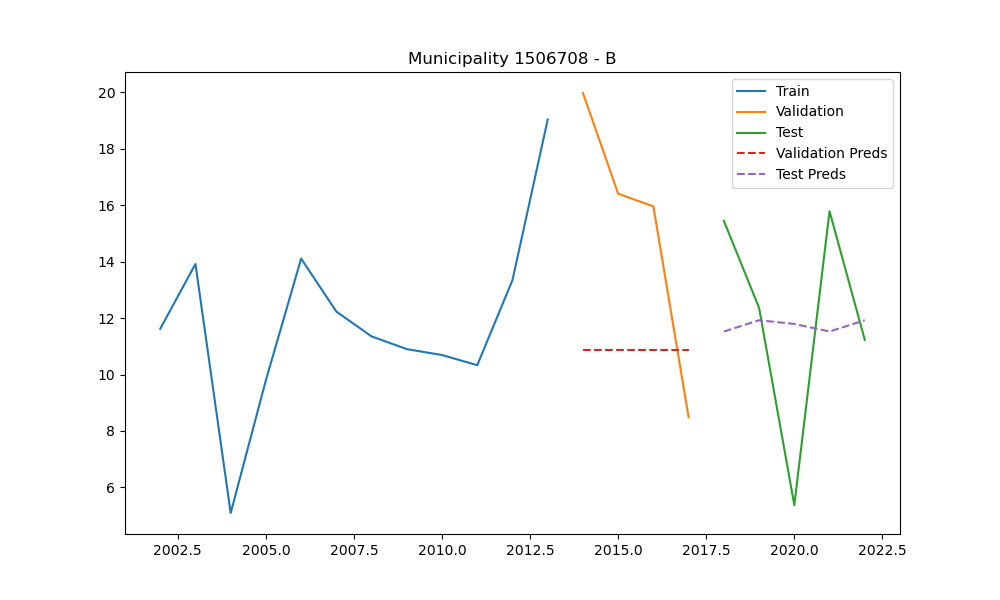 Municipality 1506708 - B
Train
Validation
Test
Validation Preds
Test Preds
20
18
16
14
12
10
8
6
2002.5 2005.0 2007.5 2010.0 2012.5 2015.0 2017.5 2020.0 2022.5